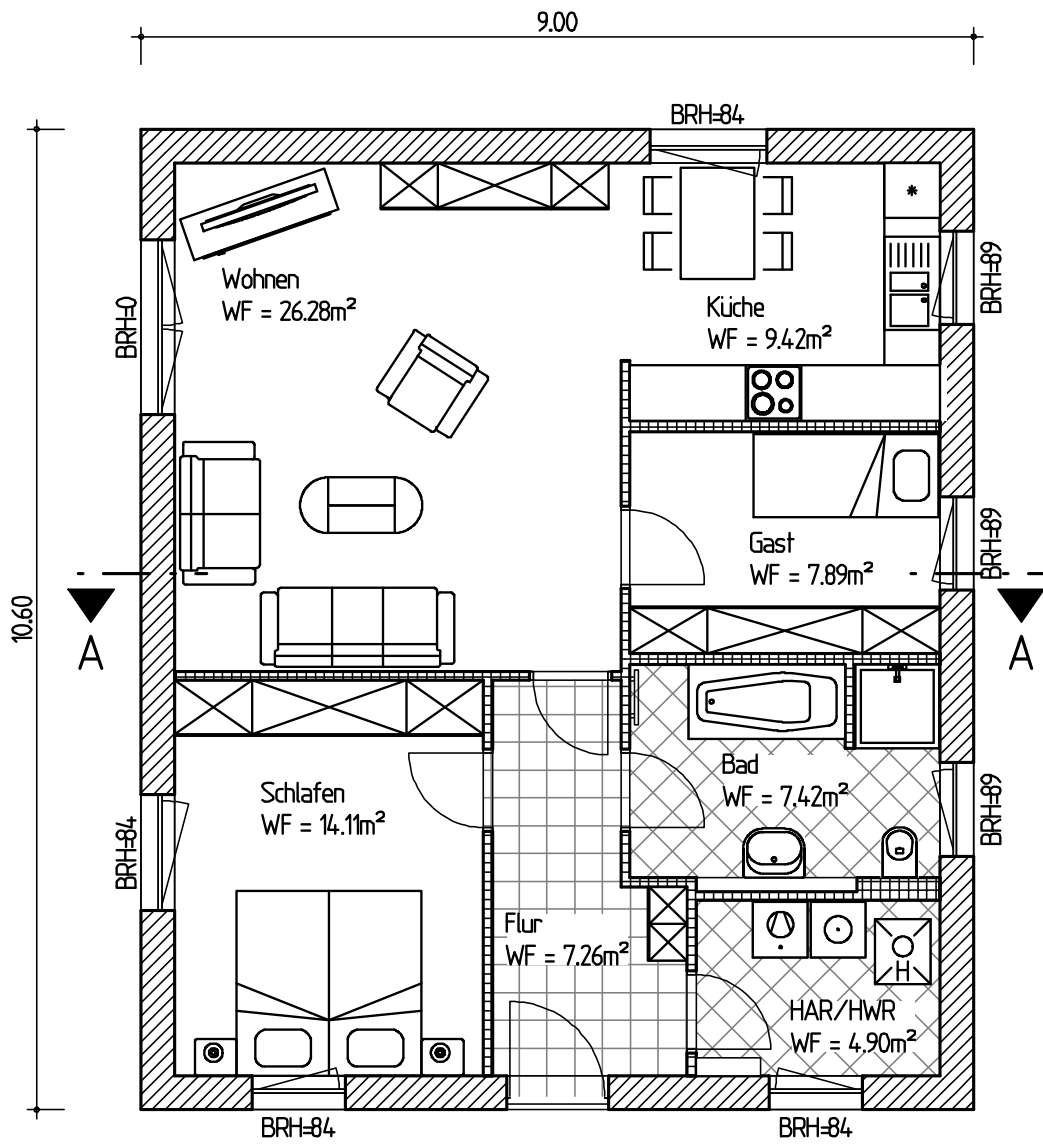 9.00
BRH=84
10.60
BRH=0
Wohnen
WF = 26.28m²
Küche
WF = 9.42m²
BRH=89
Gast
WF = 7.89m²
BRH=89
A
A
Schlafen
WF = 14.11m²
BRH=84
Bad
WF = 7.42m²
BRH=89
Flur
WF = 7.26m²
H
HAR/HWR
WF = 4.90m²
BRH=84
BRH=84